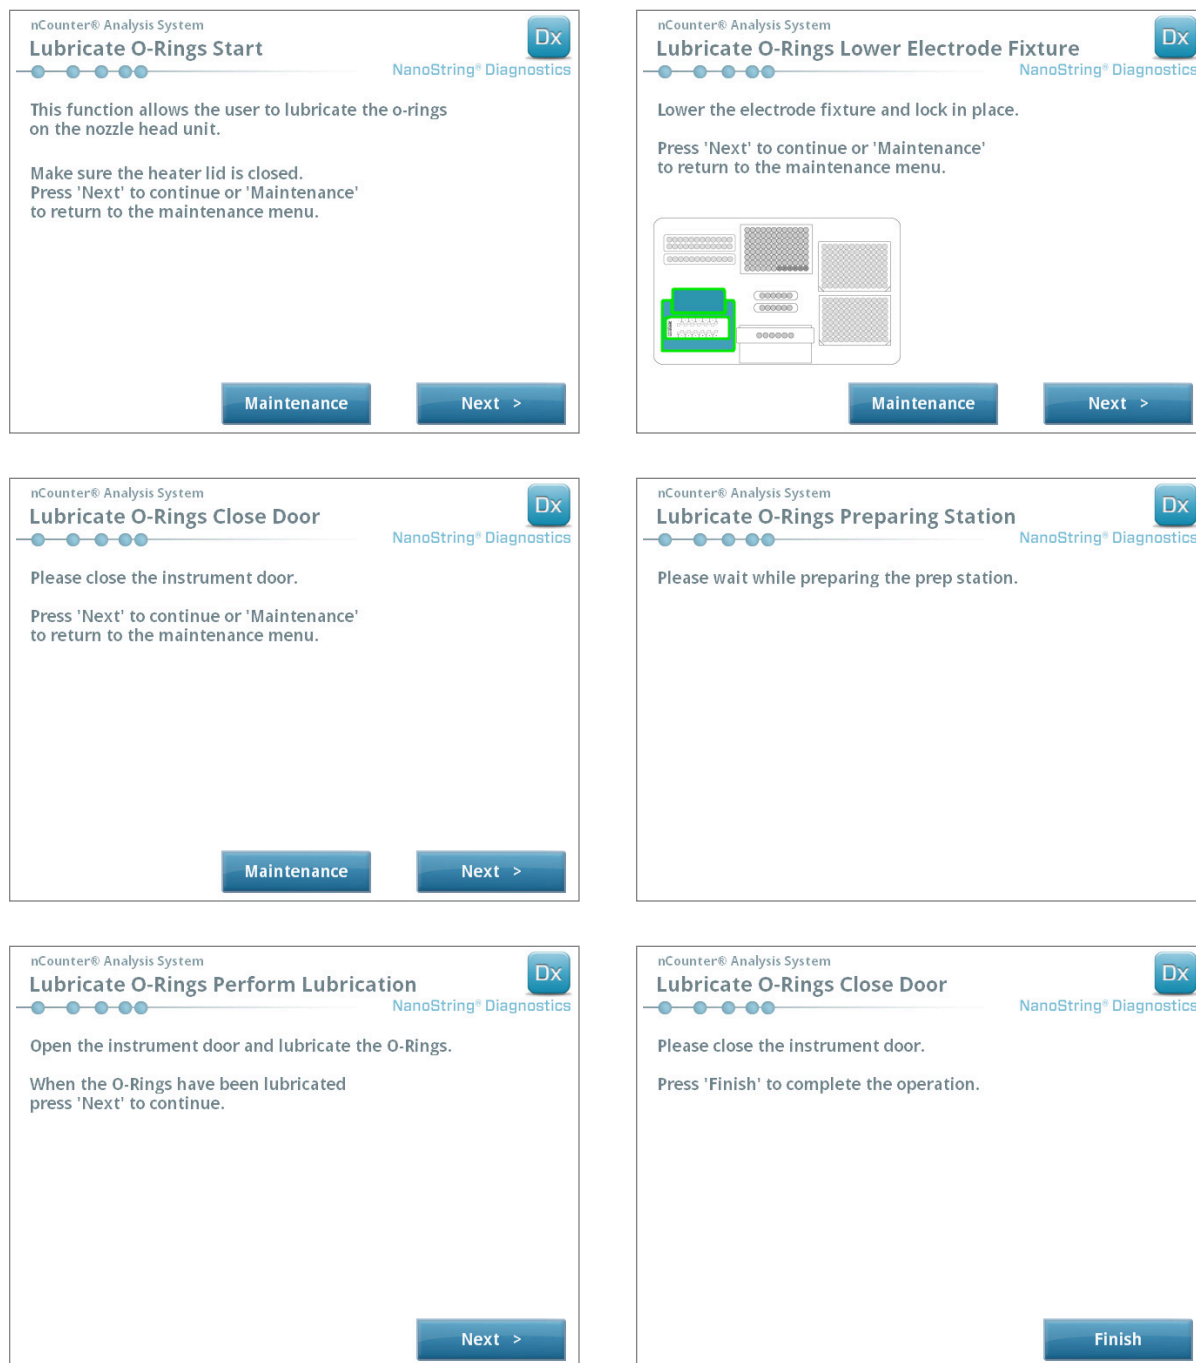 nCounter® Analysis System
Lubricate O-Rings Start
Dx
NanoString® Diagnostics
This function allows the user to lubricate the o-rings
on the nozzle head unit.
Make sure the heater lid is closed.
Press 'Next' to continue or 'Maintenance'
to return to the maintenance menu.
Maintenance
Next >
nCounter® Analysis System
Lubricate O-Rings Lower Electrode Fixture
Dx
NanoString® Diagnostics
Lower the electrode fixture and lock in place.
Press 'Next' to continue or 'Maintenance'
to return to the maintenance menu.
Maintenance
Next >
nCounter® Analysis System
Lubricate O-Rings Close Door
Dx
NanoString® Diagnostics
Please close the instrument door.
Press 'Next' to continue or 'Maintenance'
to return to the maintenance menu.
Maintenance
Next >
nCounter® Analysis System
Lubricate O-Rings Preparing Station
Dx
NanoString® Diagnostics
Please wait while preparing the prep station.
nCounter® Analysis System
Lubricate O-Rings Perform Lubrication
Dx
NanoString® Diagnostics
Open the instrument door and lubricate the O-Rings.
When the O-Rings have been lubricated
press 'Next' to continue.
Next >
nCounter® Analysis System
Lubricate O-Rings Close Door
Dx
NanoString® Diagnostics
Please close the instrument door.
Press 'Finish' to complete the operation.
Finish